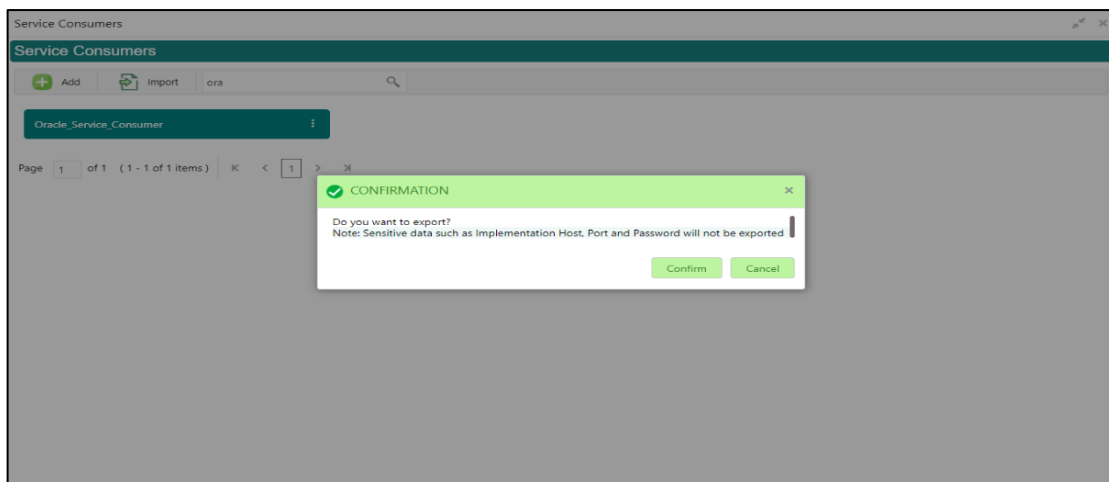 Service Consumers
Service Consumers
Add Import ora
Oracle_Service_Consumer
Page 1 of 1 (1 - 1 of 1 items) K < 1 > >|
CONFIRMATION
Do you want to export?
Note: Sensitive data such as Implementation Host, Port and Password will not be exported
Confirm Cancel